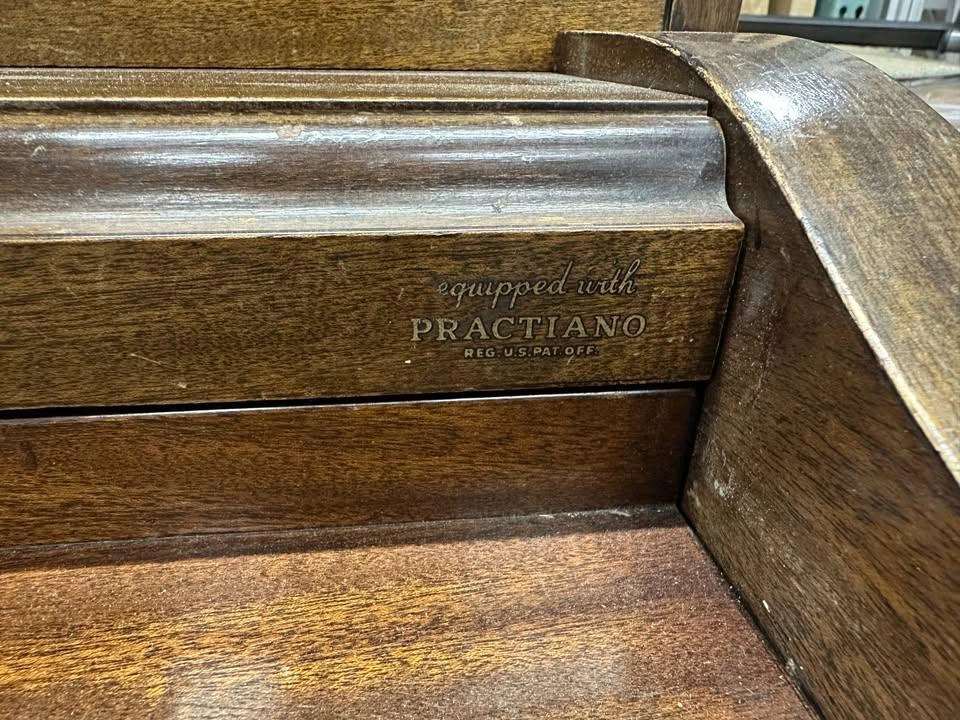 equipped with
PRACTIANO
REG. U.S. PAT. OFF.